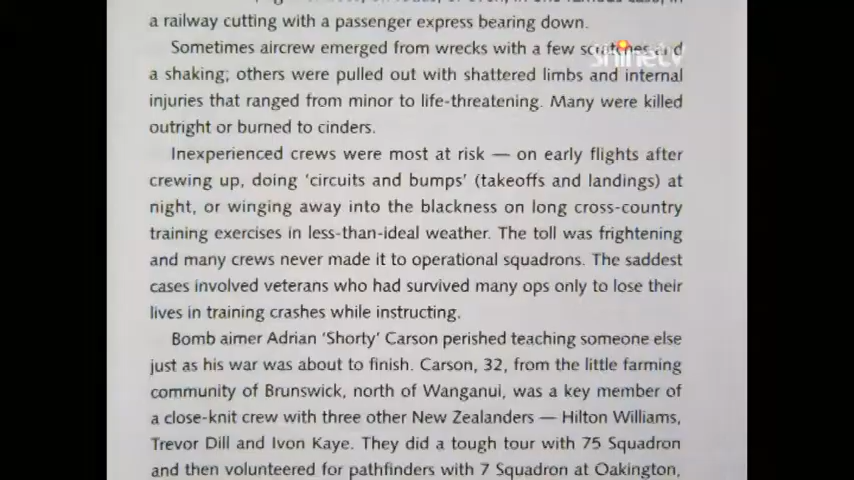 a railway cutting with a passenger express bearing down.
Sometimes aircrew emerged from wrecks with a few scratches and
shinetv
a shaking; others were pulled out with shattered limbs and internal
injuries that ranged from minor to life-threatening. Many were killed
outright or burned to cinders.
Inexperienced crews were most at risk — on early flights after
crewing up, doing ‘circuits and bumps’ (takeoffs and landings) at
night, or winging away into the blackness on long cross-country
training exercises in less-than-ideal weather. The toll was frightening
and many crews never made it to operational squadrons. The saddest
cases involved veterans who had survived many ops only to lose their
lives in training crashes while instructing.
Bomb aimer Adrian ‘Shorty’ Carson perished teaching someone else
just as his war was about to finish. Carson, 32, from the little farming
community of Brunswick, north of Wanganui, was a key member of
a close-knit crew with three other New Zealanders — Hilton Williams,
Trevor Dill and Ivon Kaye. They did a tough tour with 75 Squadron
and then volunteered for pathfinders with 7 Squadron at Oakington,